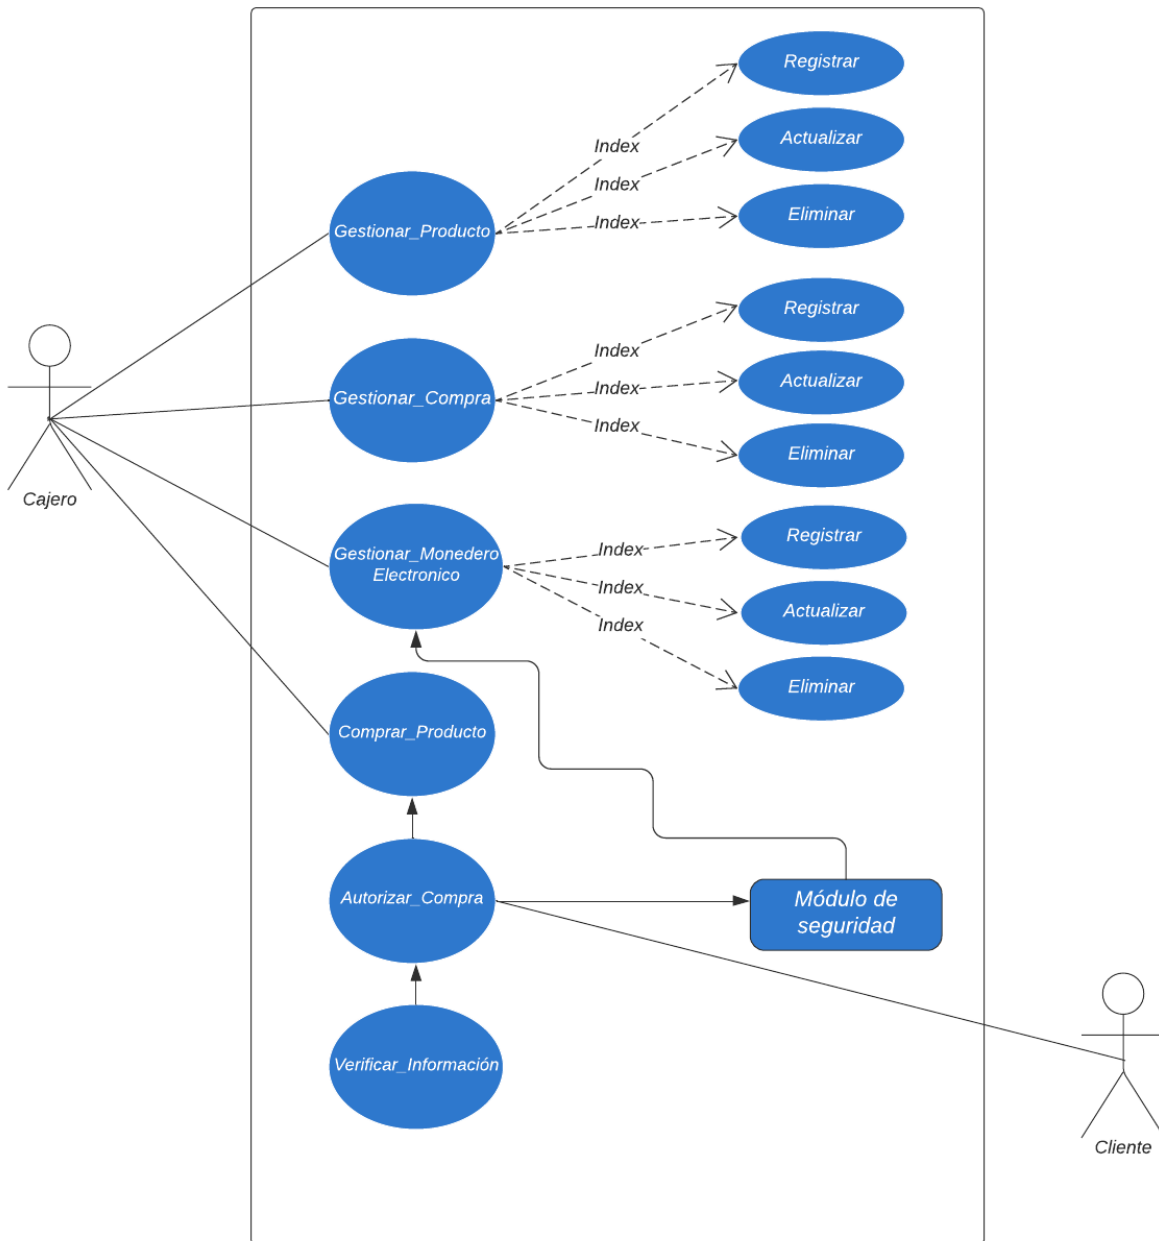 Registrar
Actualizar
Eliminar
Index
Index
Index
Gestionar_Producto
Registrar
Actualizar
Eliminar
Index
Index
Index
Gestionar_Compra
Cajero
Registrar
Actualizar
Eliminar
Index
Index
Index
Gestionar_Monedero
Electronico
Comprar_Producto
Autorizar_Compra
Módulo de
seguridad
Verificar_Información
Cliente